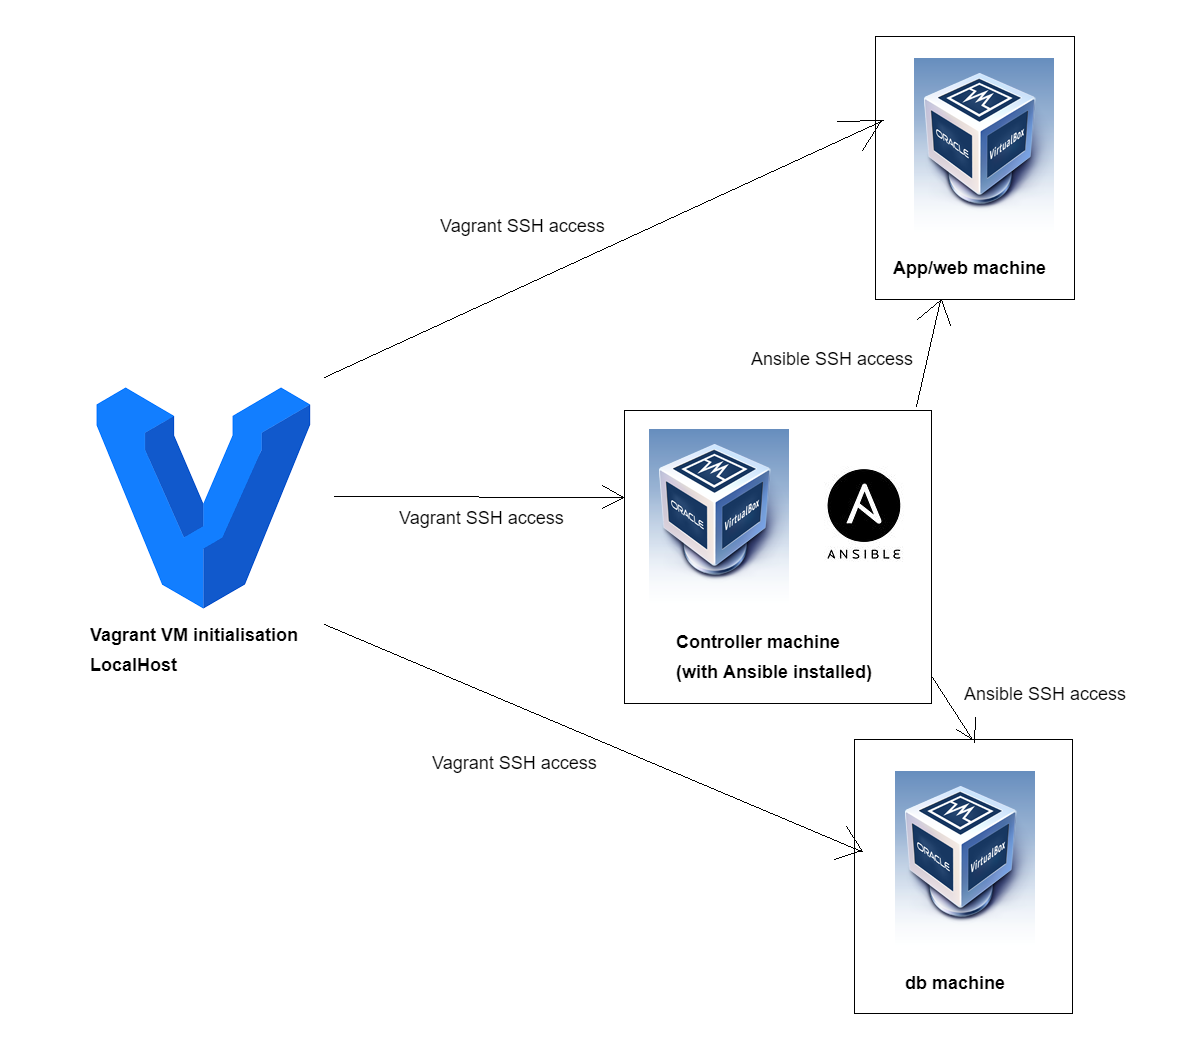 ORACLE
VirtualBox
App/web machine
Vagrant SSH access
Ansible SSH access
ORACLE
VirtualBox
ANSIBLE
Vagrant SSH access
Controller machine
(with Ansible installed)
Vagrant VM initialisation
LocalHost
Ansible SSH access
Vagrant SSH access
ORACLE
VirtualBox
db machine